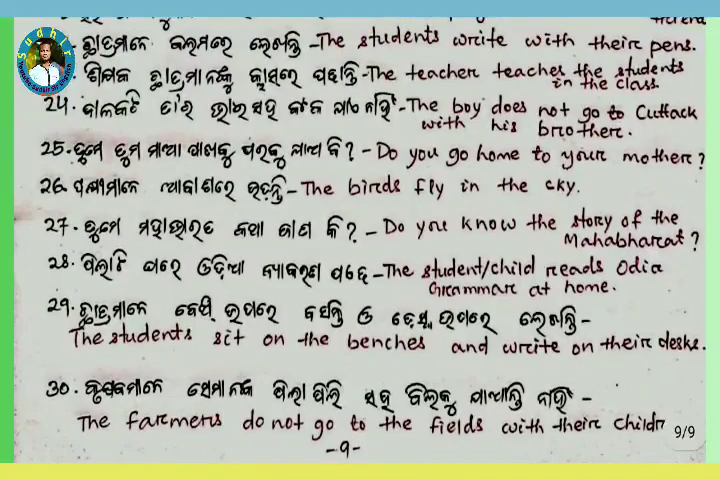 - ଛାତ୍ରମାନେ କଲମରେ ଲେଖନ୍ତି -The students write with their pens.
- ଶିକ୍ଷକ ଛାତ୍ରମାନଙ୍କୁ କ୍ଲାସରେ ପଢାନ୍ତି -The teacher teaches the students
in the class.
24. ବାଳକଟି ତା'ର ଭାଇ ସହ କଟକ ଯାଏ ନାହିଁ -The boy does not go to Cuttack
with his brother.
25. ତୁମେ ତୁମ ମାଆ ପାଖକୁ ଘରକୁ ଯାଅ କି? - Do you go home to your mother?
26. ପକ୍ଷୀମାନେ ଆକାଶରେ ଉଡ଼ନ୍ତି - The birds fly in the sky.
27. ତୁମେ ମହାଭାରତ କଥା ଜାଣ କି? - Do you know the story of the
Mahabharat?
28. ପିଲାଟି ଘରେ ଓଡ଼ିଆ ବ୍ୟାକରଣ ପଢେ -The student/child reads Odia
Grammar at home.
29. ଛାତ୍ରମାନେ ବେଞ୍ଚ ଉପରେ ବସନ୍ତି ଓ ଡେସ୍କ ଉପରେ ଲେଖନ୍ତି -
The students sit on the benches and write on their desks.
30. କୃଷକମାନେ ସେମାନଙ୍କ ପିଲାପିଲି ସହ ବିଲକୁ ଯାଆନ୍ତି ନାହିଁ -
The farmers do not go to the fields with their childr
9/9
-୩-
Sudhir